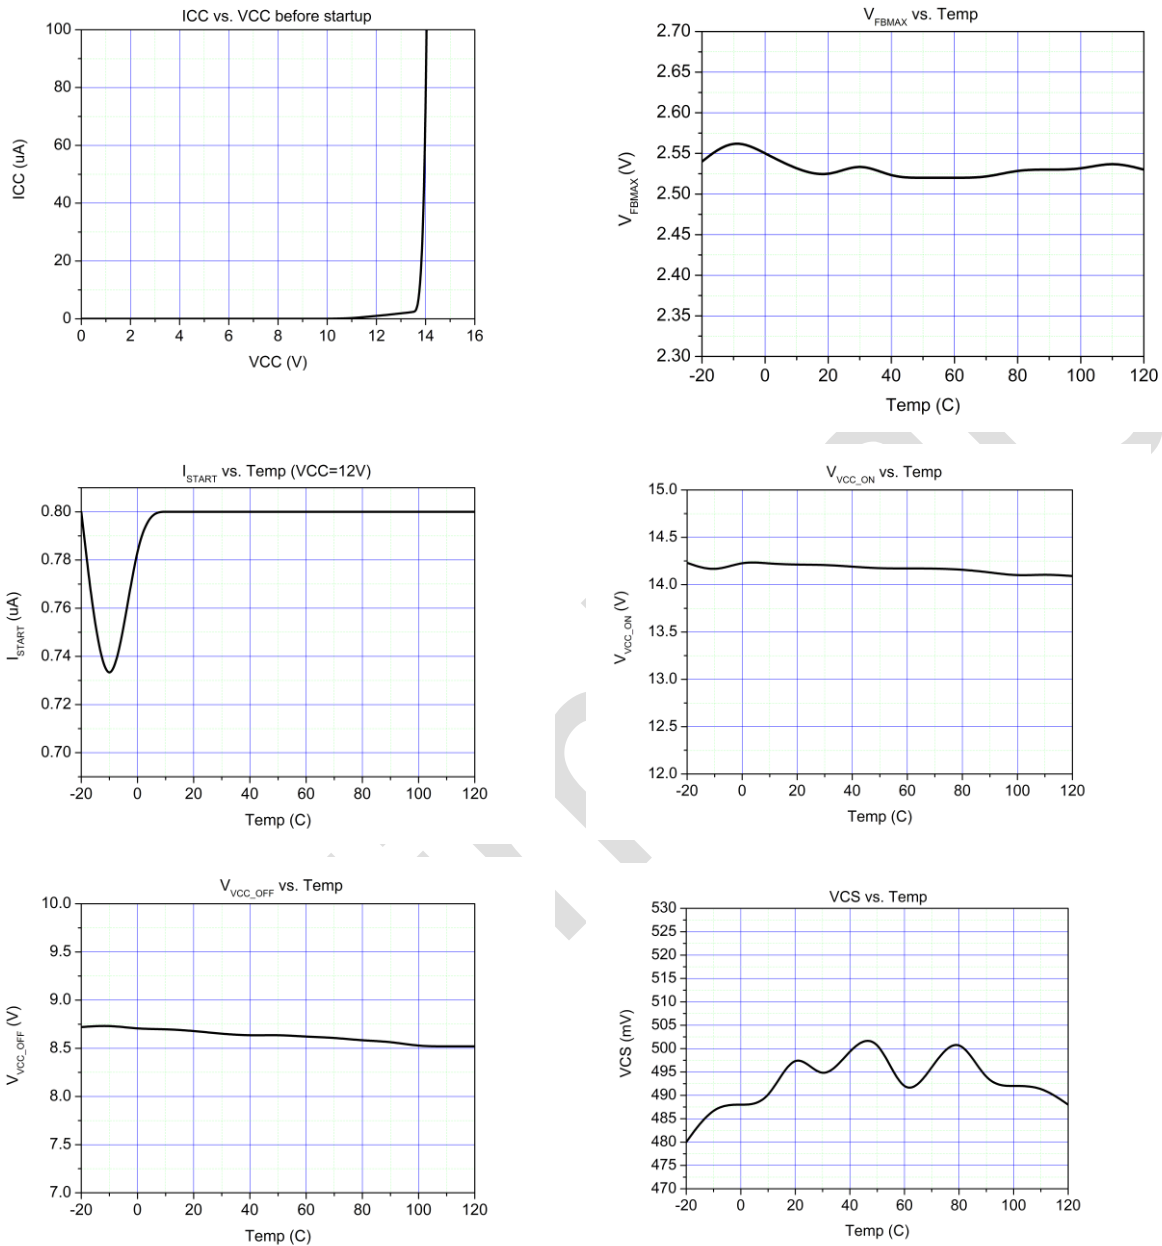 ICC vs. VCC before startup
100
80
60
40
20
0
ICC (uA)
0 2 4 6 8 10 12 14 16
VCC (V)
VFBMAX vs. Temp
2.70
2.65
2.60
2.55
2.50
2.45
2.40
2.35
2.30
VFBMAX (V)
-20 0 20 40 60 80 100 120
Temp (C)
ISTART vs. Temp (VCC=12V)
0.80
0.78
0.76
0.74
0.72
0.70
ISTART (uA)
-20 0 20 40 60 80 100 120
Temp (C)
VVCC_ON vs. Temp
15.0
14.5
14.0
13.5
13.0
12.5
12.0
VVCC_ON (V)
-20 0 20 40 60 80 100 120
Temp (C)
VVCC_OFF vs. Temp
10.0
9.5
9.0
8.5
8.0
7.5
7.0
VVCC_OFF (V)
-20 0 20 40 60 80 100 120
Temp (C)
VCS vs. Temp
530
525
520
515
510
505
500
495
490
485
480
475
470
VCS (mV)
-20 0 20 40 60 80 100 120
Temp (C)